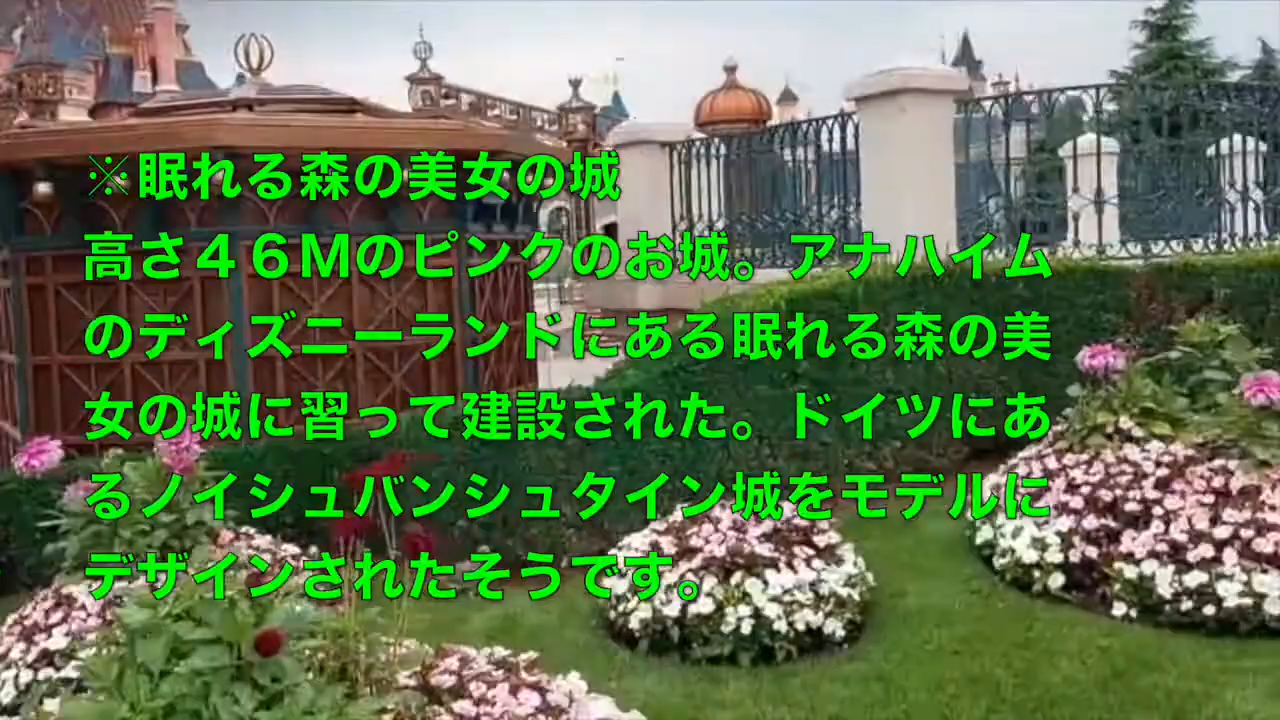 ※眠れる森の美女の城
高さ４６Ｍのピンクのお城。アナハイム
のディズニーランドにある眠れる森の美
女の城に習って建設された。ドイツにあ
るノイシュバンシュタイン城をモデルに
デザインされたそうです。